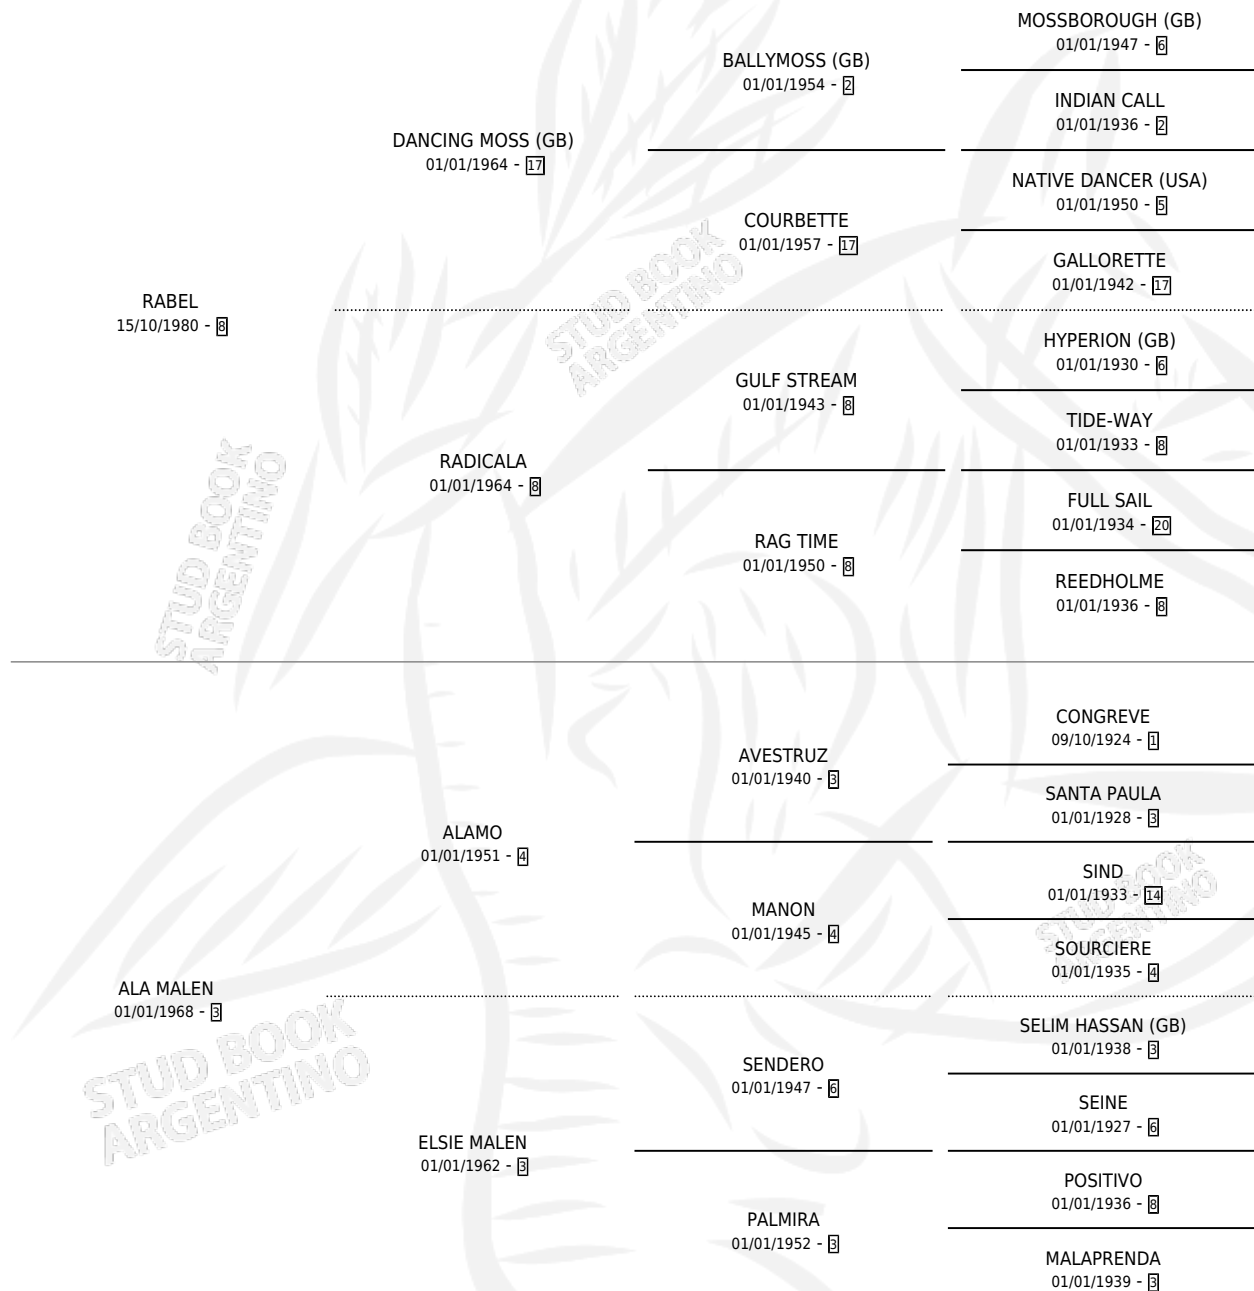 MOSSBOROUGH (GB)
01/01/1947 - 6
BALLYMOSS (GB)
01/01/1954 - 2
INDIAN CALL
01/01/1936 - 2
DANCING MOSS (GB)
01/01/1964 - 17
NATIVE DANCER (USA)
01/01/1950 - 5
COURBETTE
01/01/1957 - 17
GALLORETTE
01/01/1942 - 17
RABEL
15/10/1980 - 8
STUD BOOK
ARGENTINO
HYPERION (GB)
01/01/1930 - 6
GULF STREAM
01/01/1943 - 8
TIDE-WAY
01/01/1933 - 8
RADICALA
01/01/1964 - 8
FULL SAIL
01/01/1934 - 20
RAG TIME
01/01/1950 - 8
REEDHOLME
01/01/1936 - 8
STUD BOOK
ARGENTINO
CONGREVE
09/10/1924 - 1
AVESTRUZ
01/01/1940 - 3
SANTA PAULA
01/01/1928 - 3
ALAMO
01/01/1951 - 4
SIND
01/01/1933 - 14
MANON
01/01/1945 - 4
SOURCIERE
01/01/1935 - 4
STUD BOOK
ARGENTINO
ALA MALEN
01/01/1968 - 3
STUD BOOK
ARGENTINO
SELIM HASSAN (GB)
01/01/1938 - 3
SENDERO
01/01/1947 - 6
SEINE
01/01/1927 - 6
ELSIE MALEN
01/01/1962 - 3
POSITIVO
01/01/1936 - 8
PALMIRA
01/01/1952 - 3
MALAPRENDA
01/01/1939 - 3